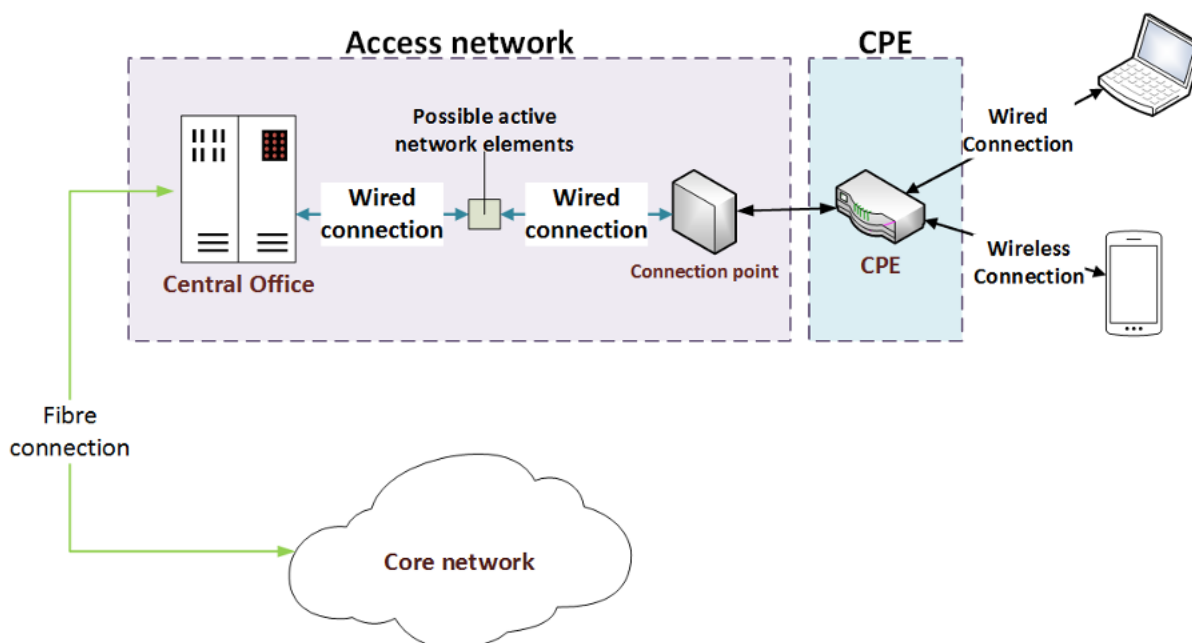 Access network
CPE
Possible active
network elements
Wired
Connection
Wired
connection
Wired
connection
Central Office
Connection point
CPE
Wireless
Connection
Fibre
connection
Core network